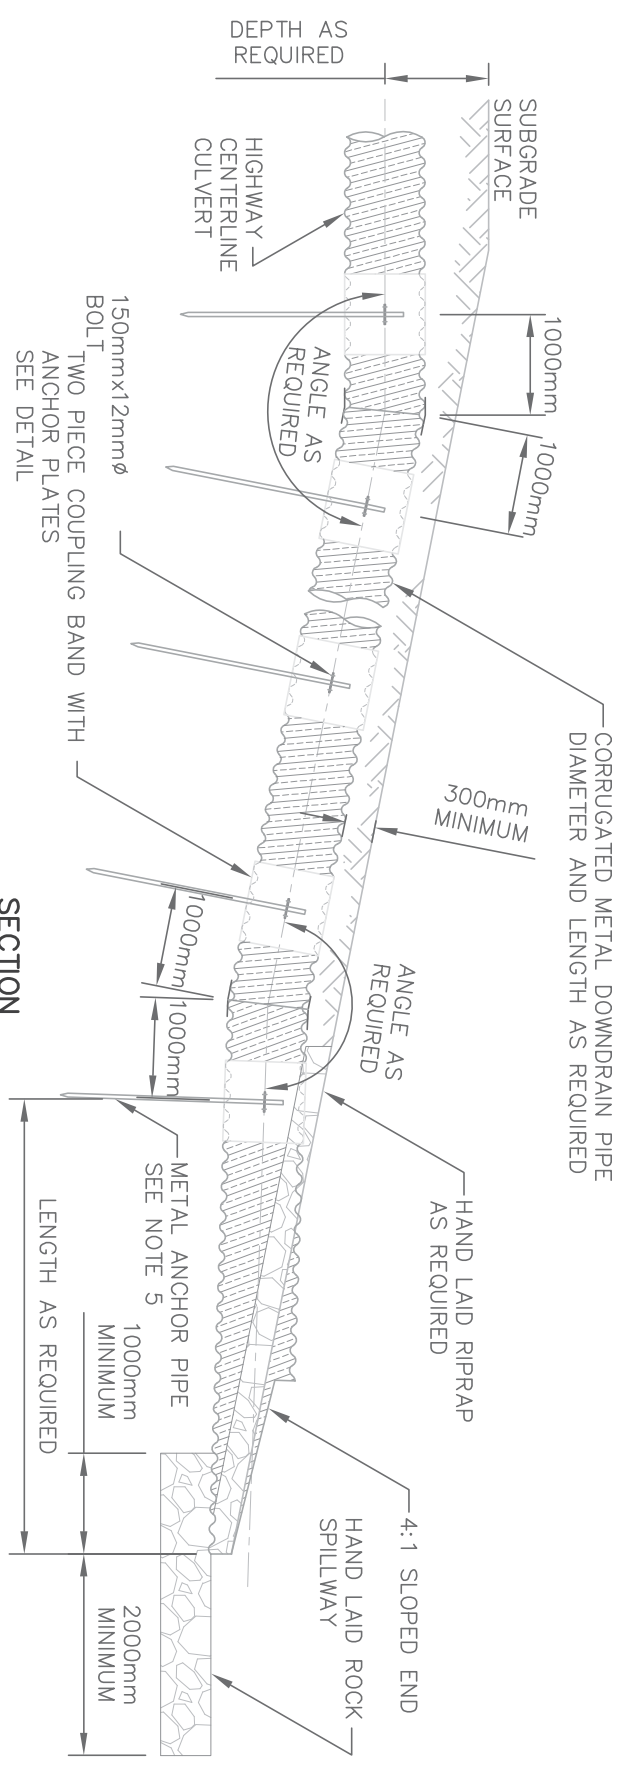 DEPTH AS
REQUIRED
SUBGRADE
SURFACE
HIGHWAY
CENTERLINE
CULVERT
1000mm
1000mm
ANGLE AS
REQUIRED
150mmx12mmø
BOLT
TWO PIECE COUPLING BAND WITH
ANCHOR PLATES
SEE DETAIL
CORRUGATED METAL DOWNDRAIN PIPE
DIAMETER AND LENGTH AS REQUIRED
300mm
MINIMUM
ANGLE AS
REQUIRED
1000mm
1000mm
HAND LAID RIPRAP
AS REQUIRED
METAL ANCHOR PIPE
SEE NOTE 5
LENGTH AS REQUIRED
1000mm
MINIMUM
4:1 SLOPED END
HAND LAID ROCK
SPILLWAY
2000mm
MINIMUM
SECTION